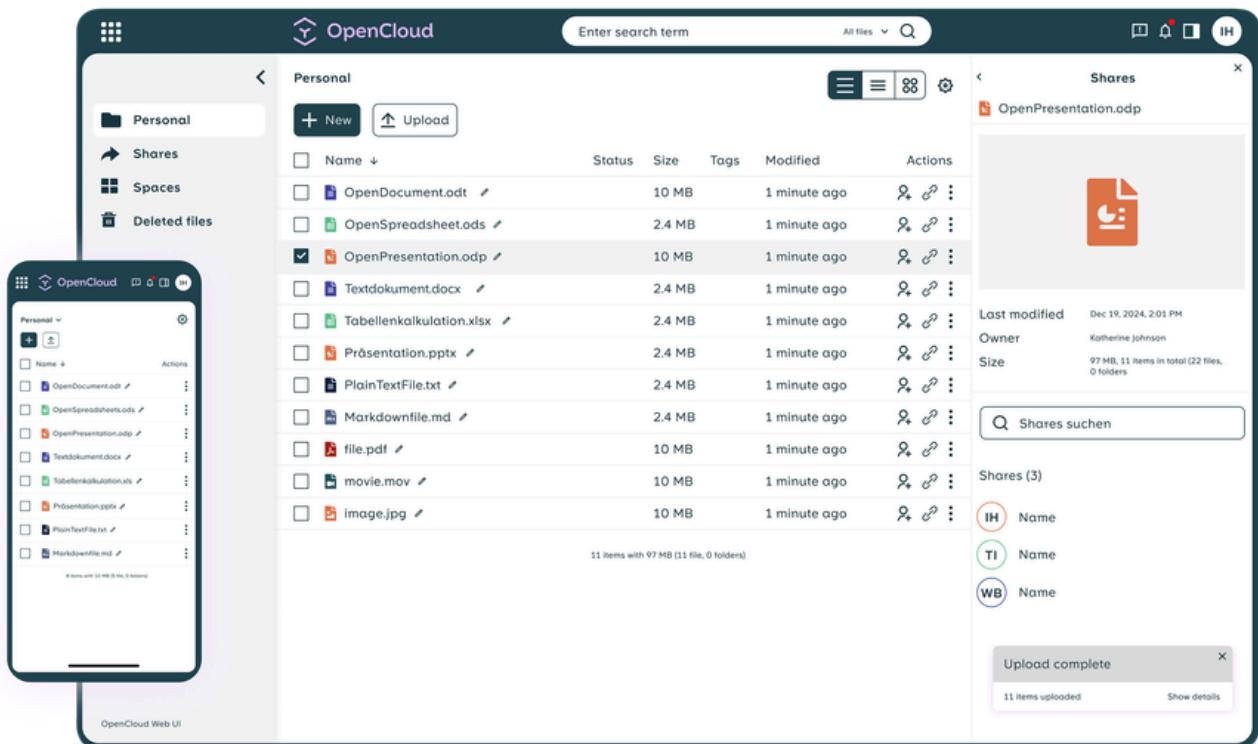 OpenCloud
Enter search term
All files
IH
Personal
Shares
Spaces
Deleted files
OpenCloud Web UI
Personal
New
Upload
Name Status Size Tags Modified Actions
OpenDocument.odt 10 MB 1 minute ago
OpenSpreadsheet.ods 2.4 MB 1 minute ago
OpenPresentation.odp 10 MB 1 minute ago
Textdokument.docx 2.4 MB 1 minute ago
Tabellenkalkulation.xlsx 2.4 MB 1 minute ago
Präsentation.pptx 2.4 MB 1 minute ago
PlainTextFile.txt 2.4 MB 1 minute ago
Markdownfile.md 2.4 MB 1 minute ago
file.pdf 10 MB 1 minute ago
movie.mov 10 MB 1 minute ago
image.jpg 10 MB 1 minute ago
11 items with 97 MB (11 file, 0 folders)
Shares
OpenPresentation.odp
Last modified Dec 19, 2024, 2:01 PM
Owner Katherine Johnson
Size 97 MB, 11 items in total (22 files,
0 folders
Shares suchen
Shares (3)
IH Name
TI Name
WB Name
Upload complete
11 items uploaded Show details
OpenCloud
IH
Personal
Name Actions
OpenDocument.odt
OpenSpreadsheets.ods
OpenPresentation.odp
Textdokument.docx
Tabellenkalkulation.xls
Präsentation.pptx
PlainTextFile.txt
Markdownfile.md